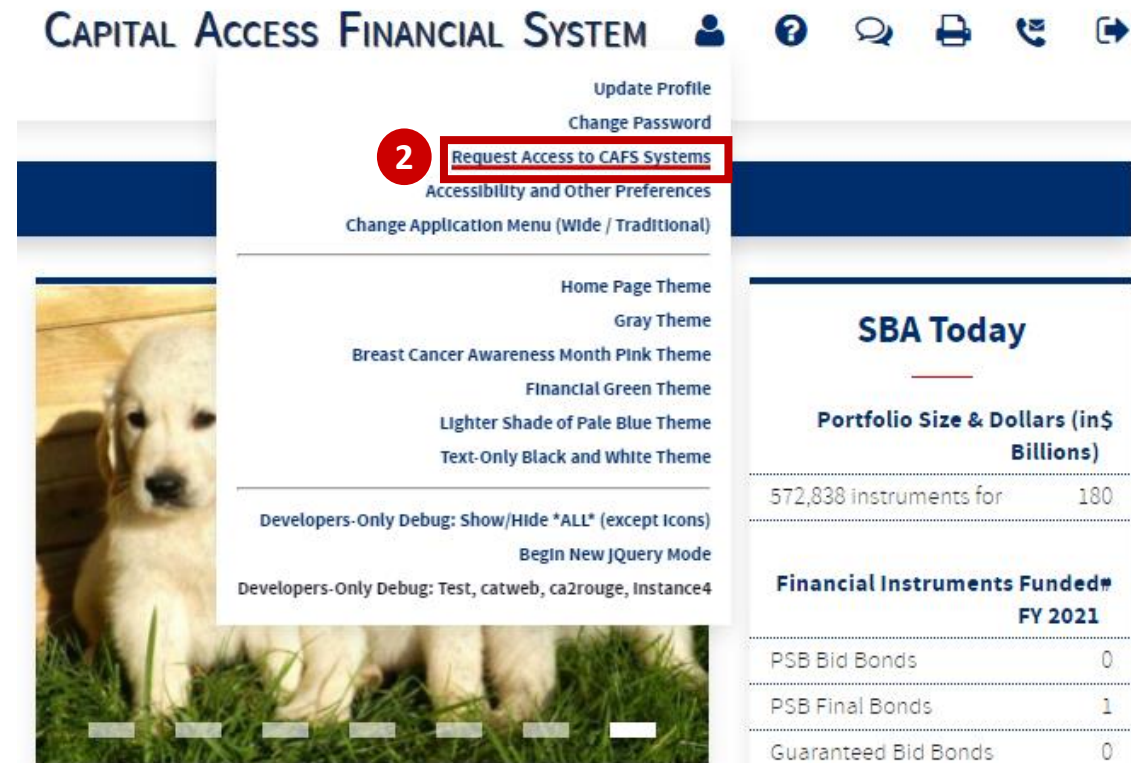 CAPITAL ACCESS FINANCIAL SYSTEM
Update Profile
Change Password
2
Request Access to CAFS Systems
Accessibility and Other Preferences
Change Application Menu (Wide / Traditional)
Home Page Theme
Gray Theme
Breast Cancer Awareness Month Pink Theme
Financial Green Theme
Lighter Shade of Pale Blue Theme
Text-Only Black and White Theme
Developers-Only Debug: Show/Hide *ALL* (except Icons)
Begin New jQuery Mode
Developers-Only Debug: Test, catweb, ca2rouge, Instance4
SBA Today
Portfolio Size & Dollars (in$
Billions)
572,838 instruments for 180
Financial Instruments Funded#
FY 2021
PSB Bid Bonds 0
PSB Final Bonds 1
Guaranteed Bid Bonds 0